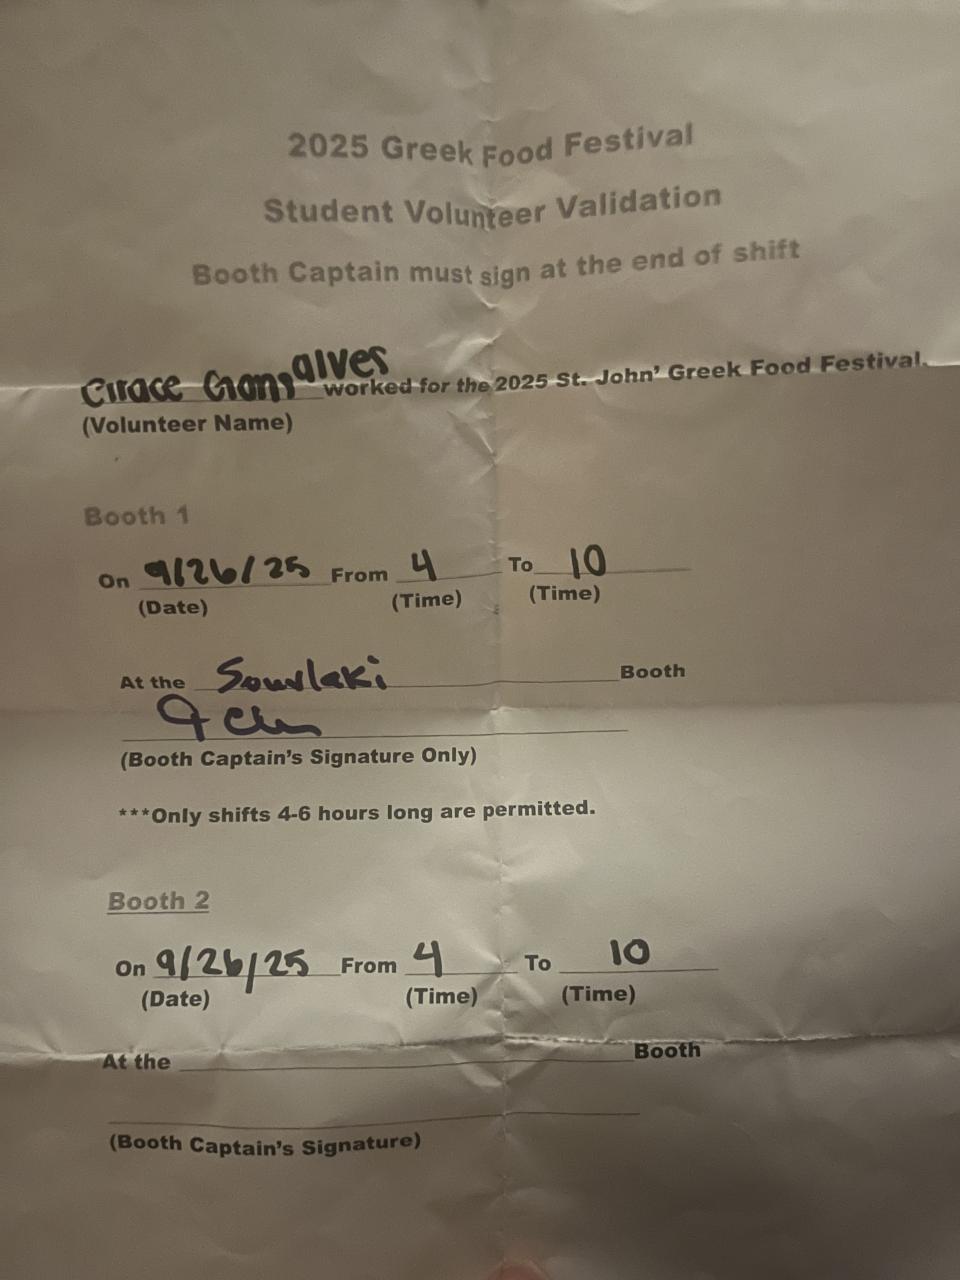 2025 Greek Food Festival
Student Volunteer Validation
Booth Captain must sign at the end of shift
Grace Gonsalves worked for the 2025 St. John' Greek Food Festival.
(Volunteer Name)
Booth 1
On 9/26/25 From 4 To 10
(Date) (Time) (Time)
At the Souvlaki Booth
(Booth Captain's Signature Only)
***Only shifts 4-6 hours long are permitted.
Booth 2
On 9/26/25 From 4 To 10
(Date) (Time) (Time)
At the Booth
(Booth Captain's Signature)